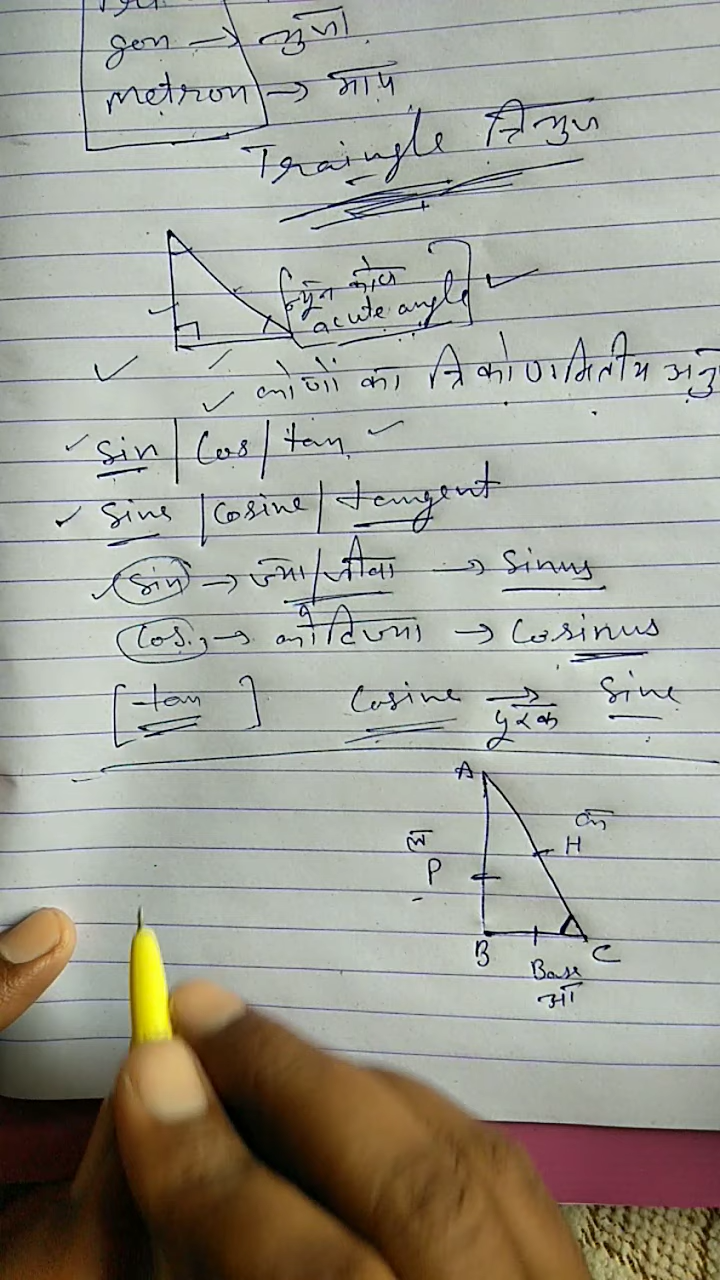 gon → भुजा
metron → माप
Traingle त्रिभुज
न्यून कोण
acute angle
कोणों का त्रिकोणमितीय अनु
sin | Cos | tan
Sine | Cosine | tangent
Sin → ज्या/जीवा → Sinus
Cos. → कोटिज्या → Cosinus
[tan] Cosine → Sine
पूरक
A
ल
क
P
H
B
C
Base
आ